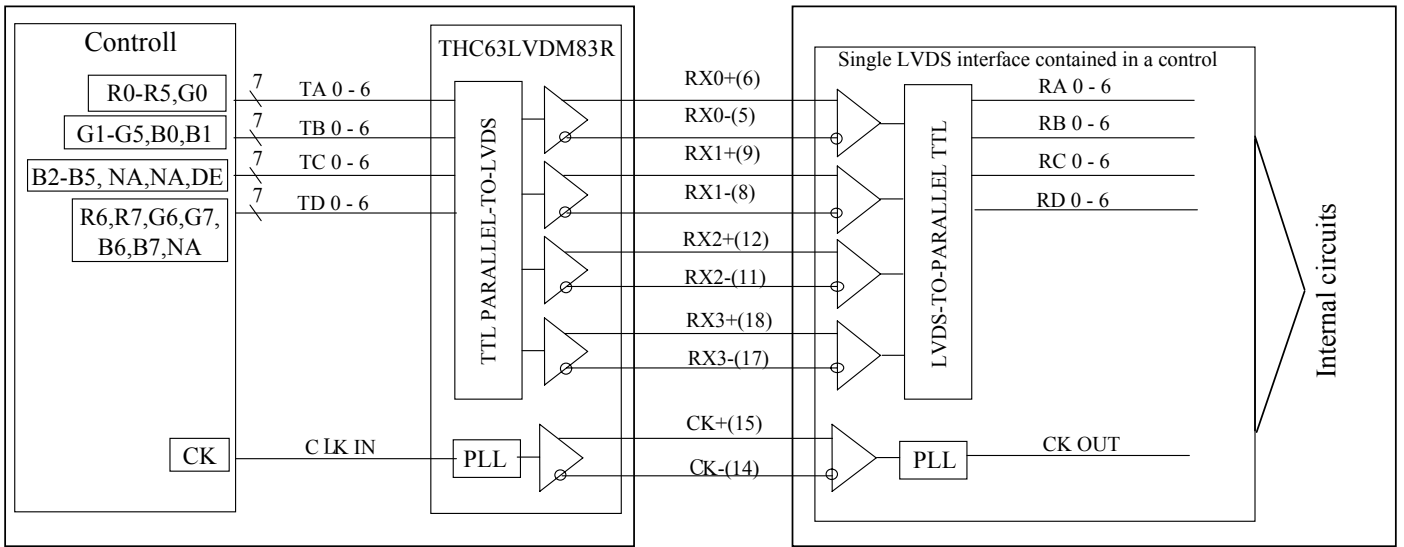 Controll
R0-R5,G0
G1-G5,B0,B1
B2-B5, NA,NA,DE
R6,R7,G6,G7,
B6,B7,NA
CK
7
TA 0 - 6
7
TB 0 - 6
7
TC 0 - 6
7
TD 0 - 6
CLK IN
THC63LVDM83R
TTL PARALLEL-TO-LVDS
PLL
RX0+(6)
RX0-(5)
RX1+(9)
RX1-(8)
RX2+(12)
RX2-(11)
RX3+(18)
RX3-(17)
CK+(15)
CK-(14)
Single LVDS interface contained in a control
LVDS-TO-PARALLEL TTL
PLL
RA 0 - 6
RB 0 - 6
RC 0 - 6
RD 0 - 6
CK OUT
Internal circuits